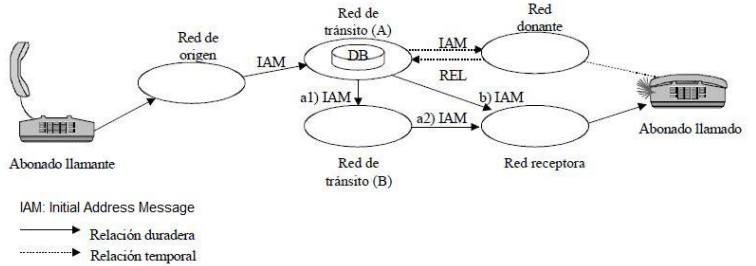 Red de
tránsito (A)
Red
donante
Red de
origen
IAM
DB
IAM
REL
a1) IAM
b) IAM
a2) IAM
Abonado llamante
Red de
tránsito (B)
Red receptora
Abonado llamado
IAM: Initial Address Message
Relación duradera
Relación temporal